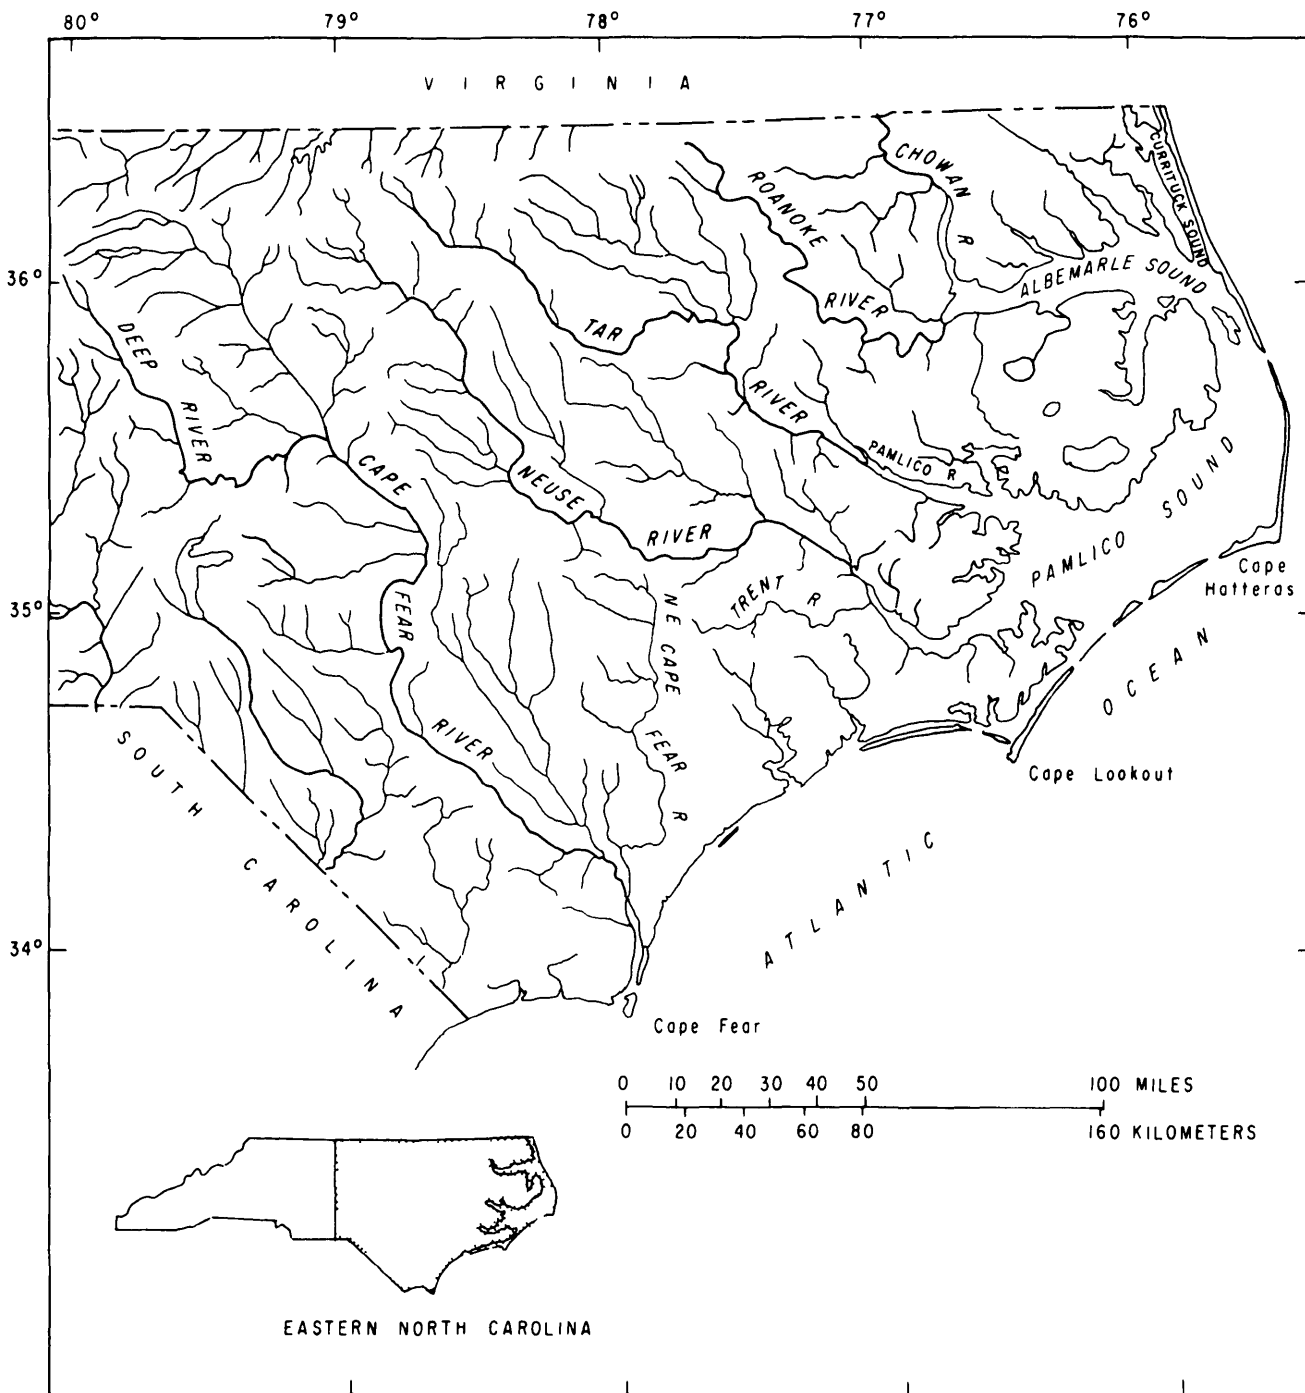 80° 79° 78° 77° 76°
VIRGINIA
CHOWAN R
CURRITUCK SOUND
ROANOKE RIVER
ALBEMARLE SOUND
36°
DEEP RIVER
TAR RIVER
PAMLICO R
CAPE FEAR RIVER
NEUSE RIVER
PAMLICO SOUND
TRENT R
Cape Hatteras
35°
NE CAPE FEAR R
SOUTH CAROLINA
Cape Lookout
ATLANTIC OCEAN
34°
Cape Fear
0 10 20 30 40 50 100 MILES
0 20 40 60 80 160 KILOMETERS
EASTERN NORTH CAROLINA